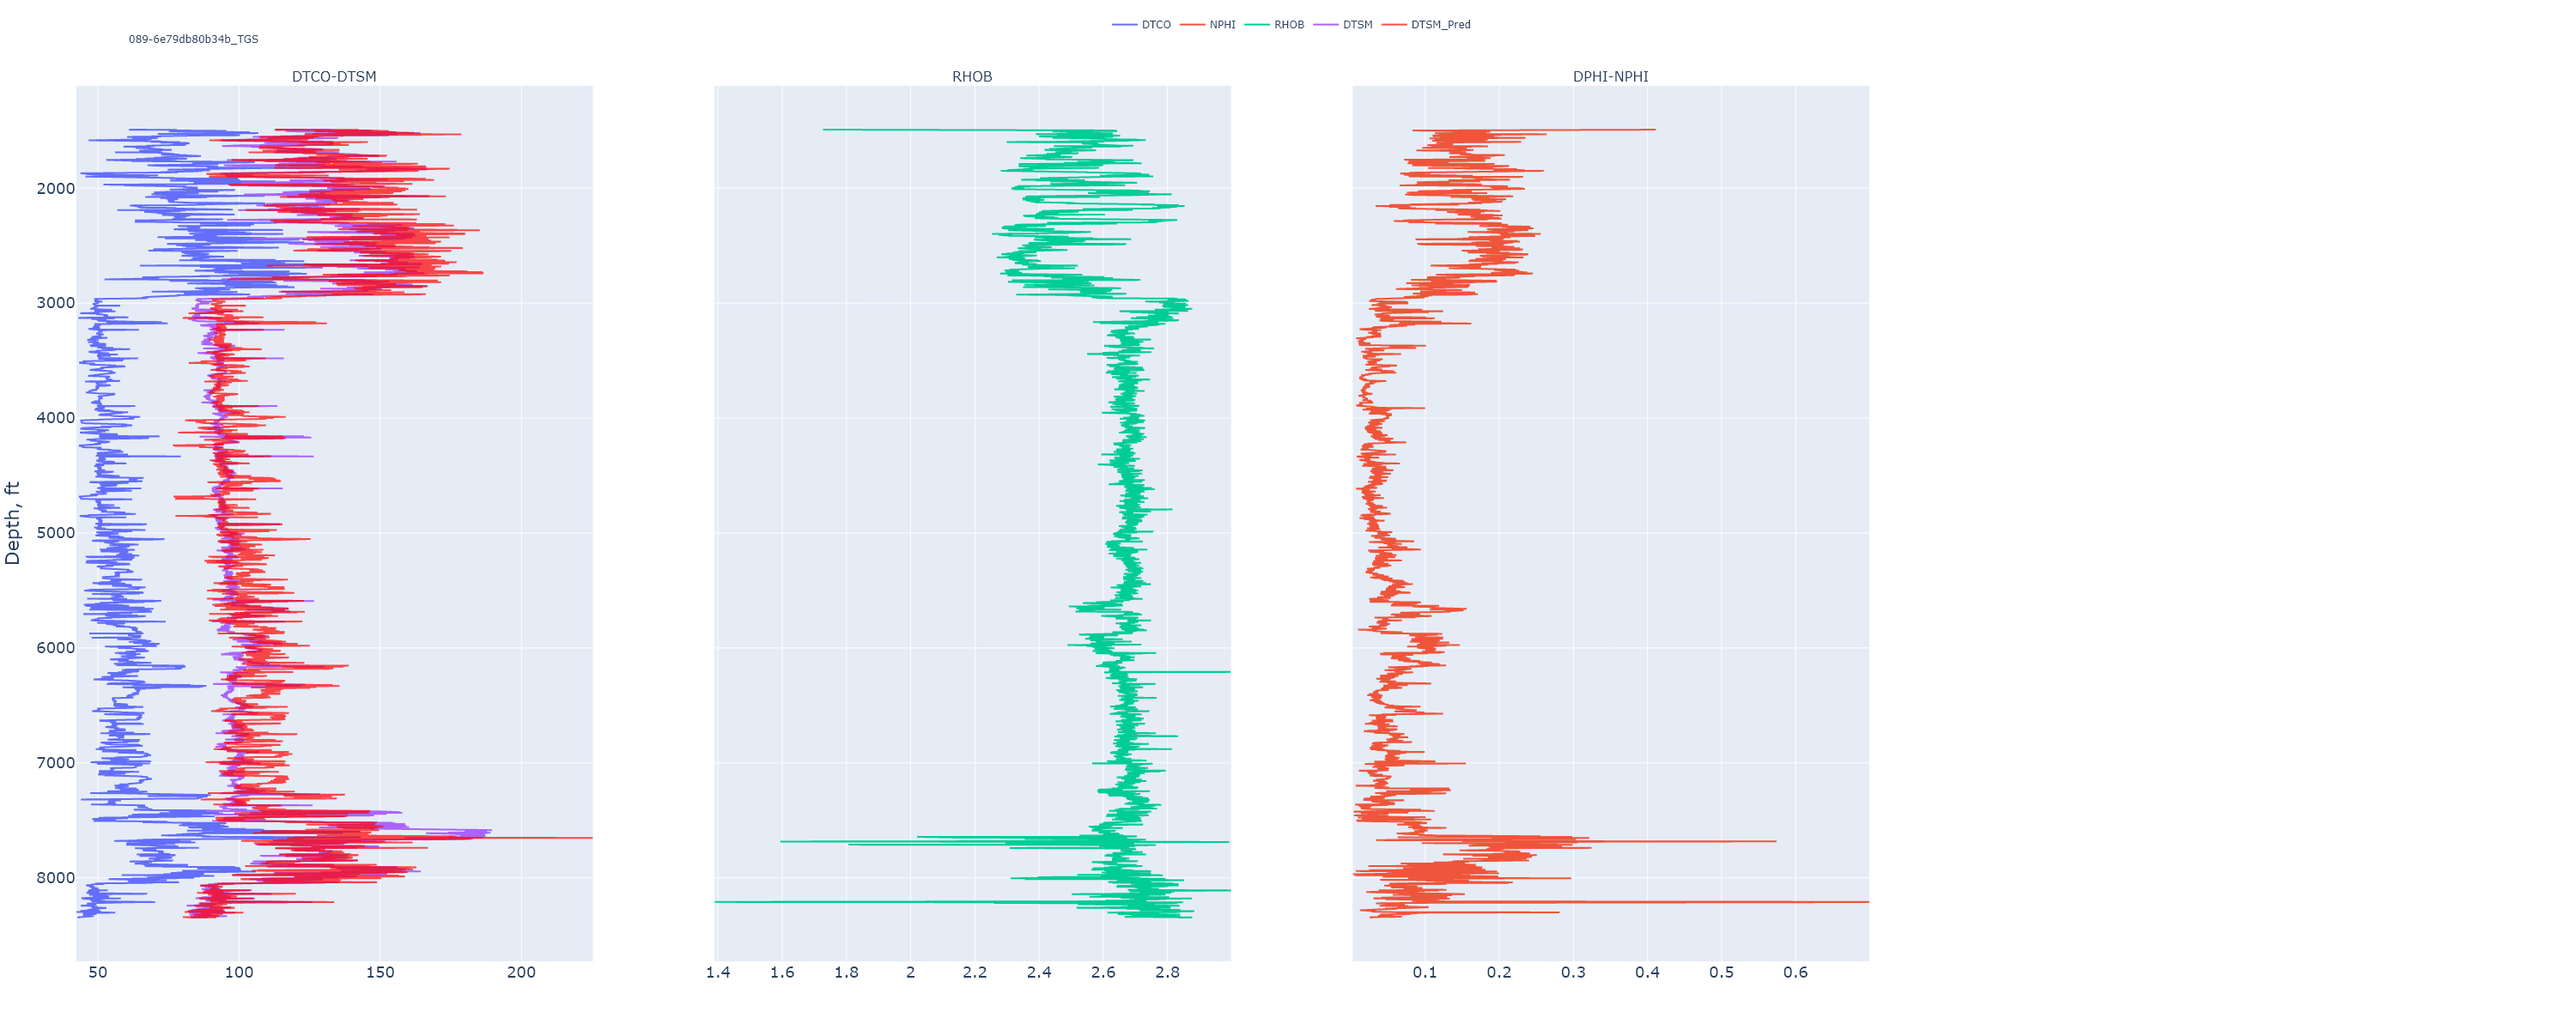 DTCO NPHI RHOB DTSM DTSM_Pred
089-6e79db80b34b_TGS
DTCO-DTSM RHOB DPHI-NPHI
2000
3000
4000
5000
6000
7000
8000
Depth, ft
50 100 150 200 1.4 1.6 1.8 2 2.2 2.4 2.6 2.8 0.1 0.2 0.3 0.4 0.5 0.6